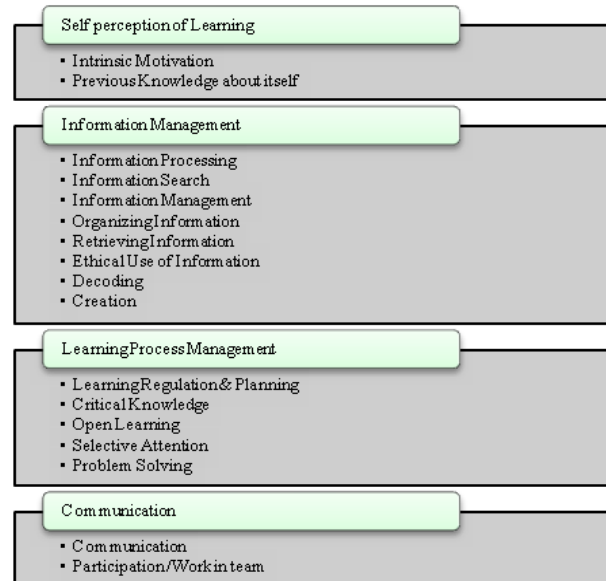 Self perception of Learning
▪ Intrinsic Motivation
▪ Previous Knowledge about itself
Information Management
▪ Information Processing
▪ Information Search
▪ Information Management
▪ Organizing Information
▪ Retrieving Information
▪ Ethical Use of Information
▪ Decoding
▪ Creation
Learning Process Management
▪ Learning Regulation & Planning
▪ Critical Knowledge
▪ Open Learning
▪ Selective Attention
▪ Problem Solving
Communication
▪ Communication
▪ Participation/Work in team